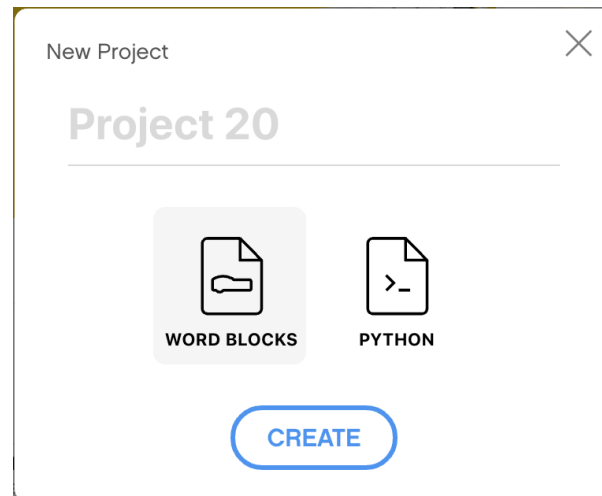 New Project
Project 20
WORD BLOCKS
>_
PYTHON
CREATE